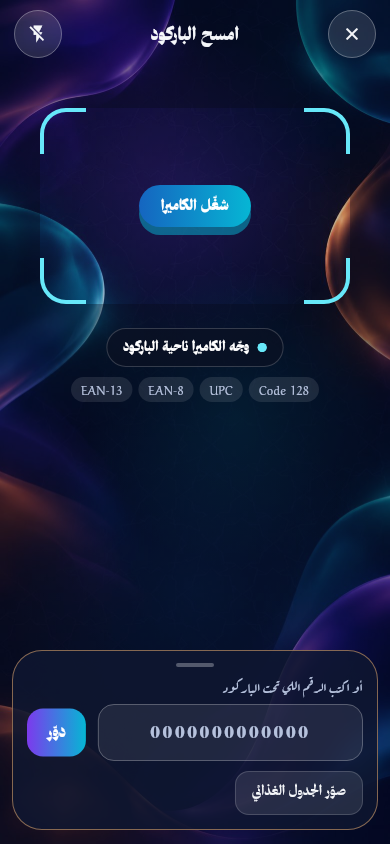 امسح الباركود
شغّل الكاميرا
وجّه الكاميرا ناحية الباركود
EAN-13 EAN-8 UPC Code 128
أو اكتب الرقم اللي تحت الباركود
0000000000000
دوّر
صوّر الجدول الغذائي